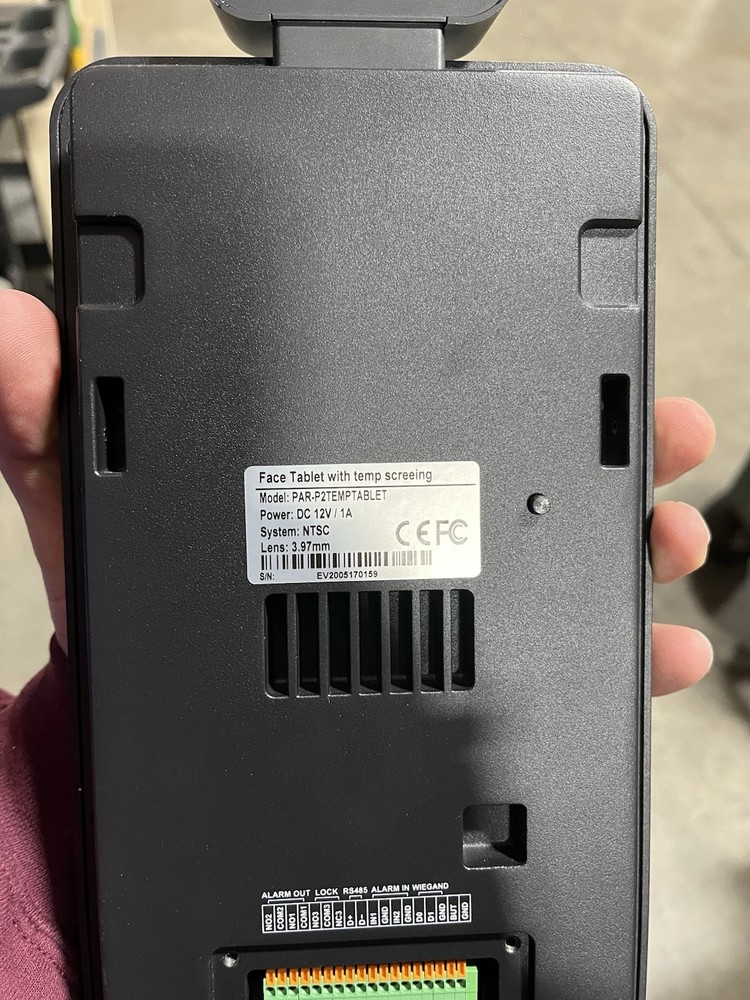 Face Tablet with temp screeing
Model: PAR-P2TEMPTABLET
Power: DC 12V / 1A
System: NTSC
Lens: 3.97mm
CE FC
S/N: EV2005170159
ALARM OUT LOCK RS485 ALARM IN WIEGAND
NO2 COM2 NO1 COM1 NO3 COM3 NC3 D+ D- IN1 GND IN2 GND D0 D1 GND BUT GND